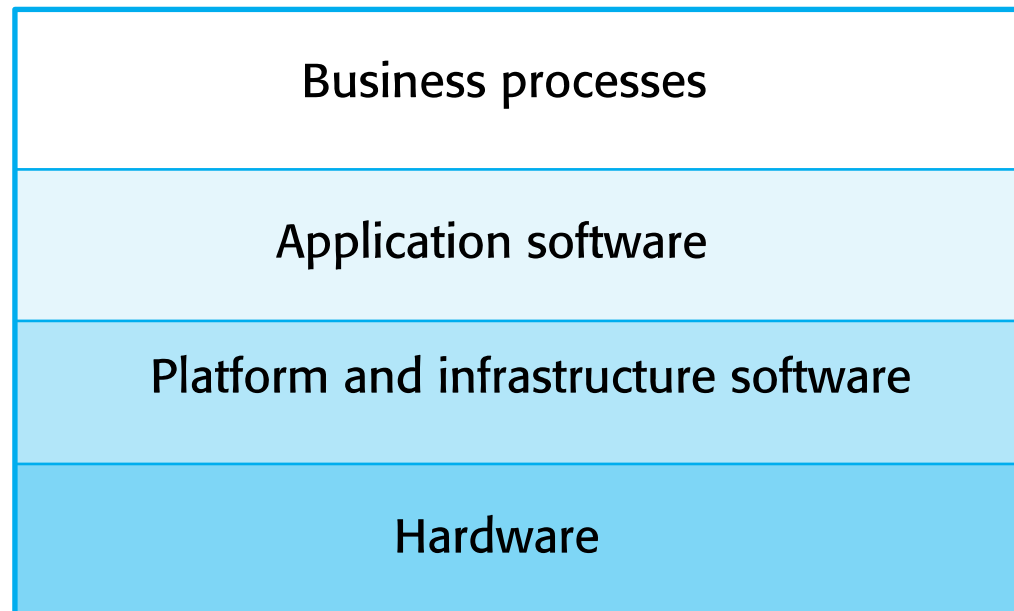 Business processes
Application software
Platform and infrastructure software
Hardware